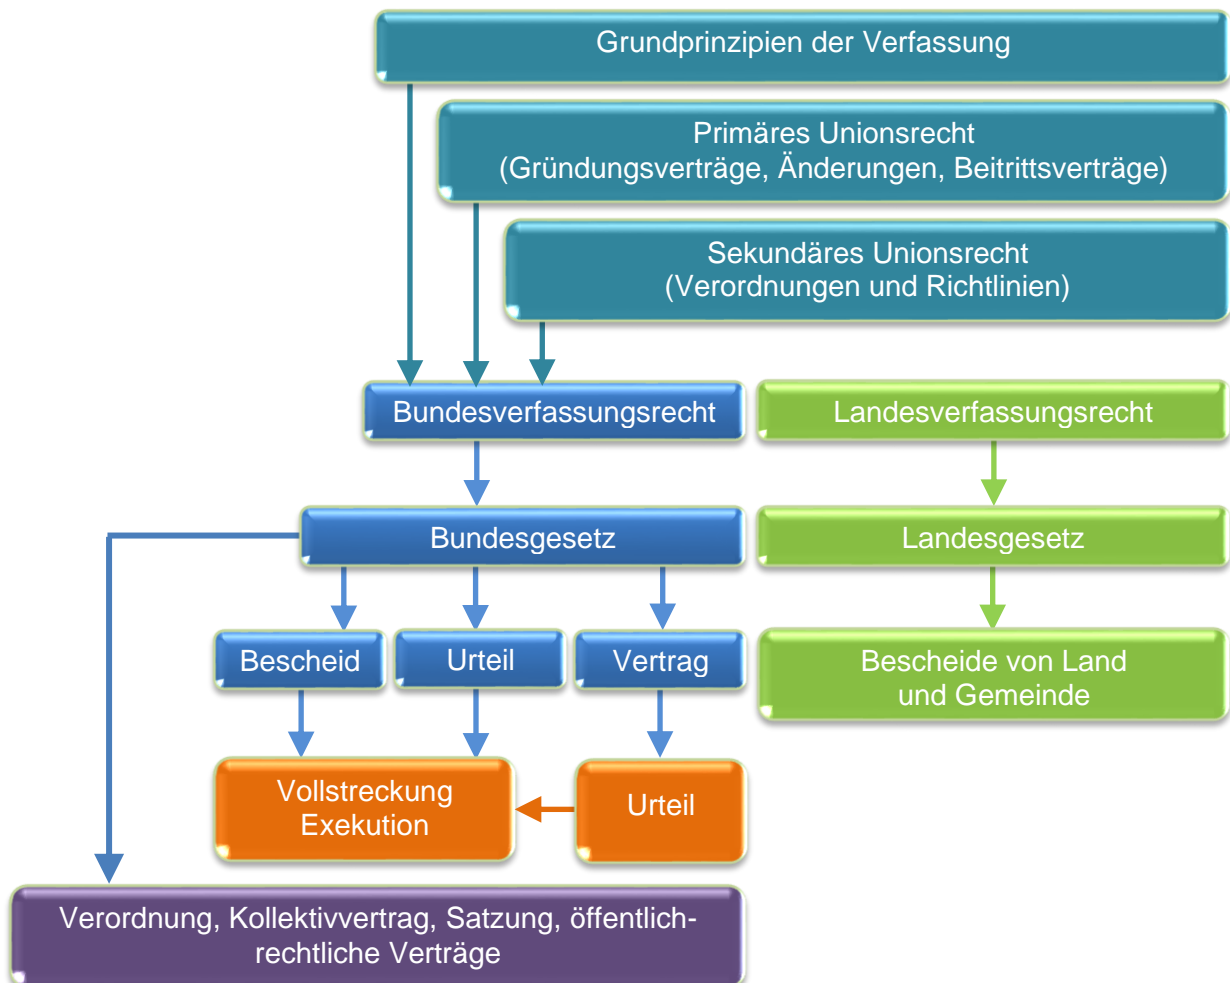 Grundprinzipien der Verfassung
Primäres Unionsrecht
(Gründungsverträge, Änderungen, Beitrittsverträge)
Sekundäres Unionsrecht
(Verordnungen und Richtlinien)
Bundesverfassungsrecht
Landesverfassungsrecht
Bundesgesetz
Landesgesetz
Bescheid
Urteil
Vertrag
Bescheide von Land
und Gemeinde
Vollstreckung
Exekution
Urteil
Verordnung, Kollektivvertrag, Satzung, öffentlich-
rechtliche Verträge